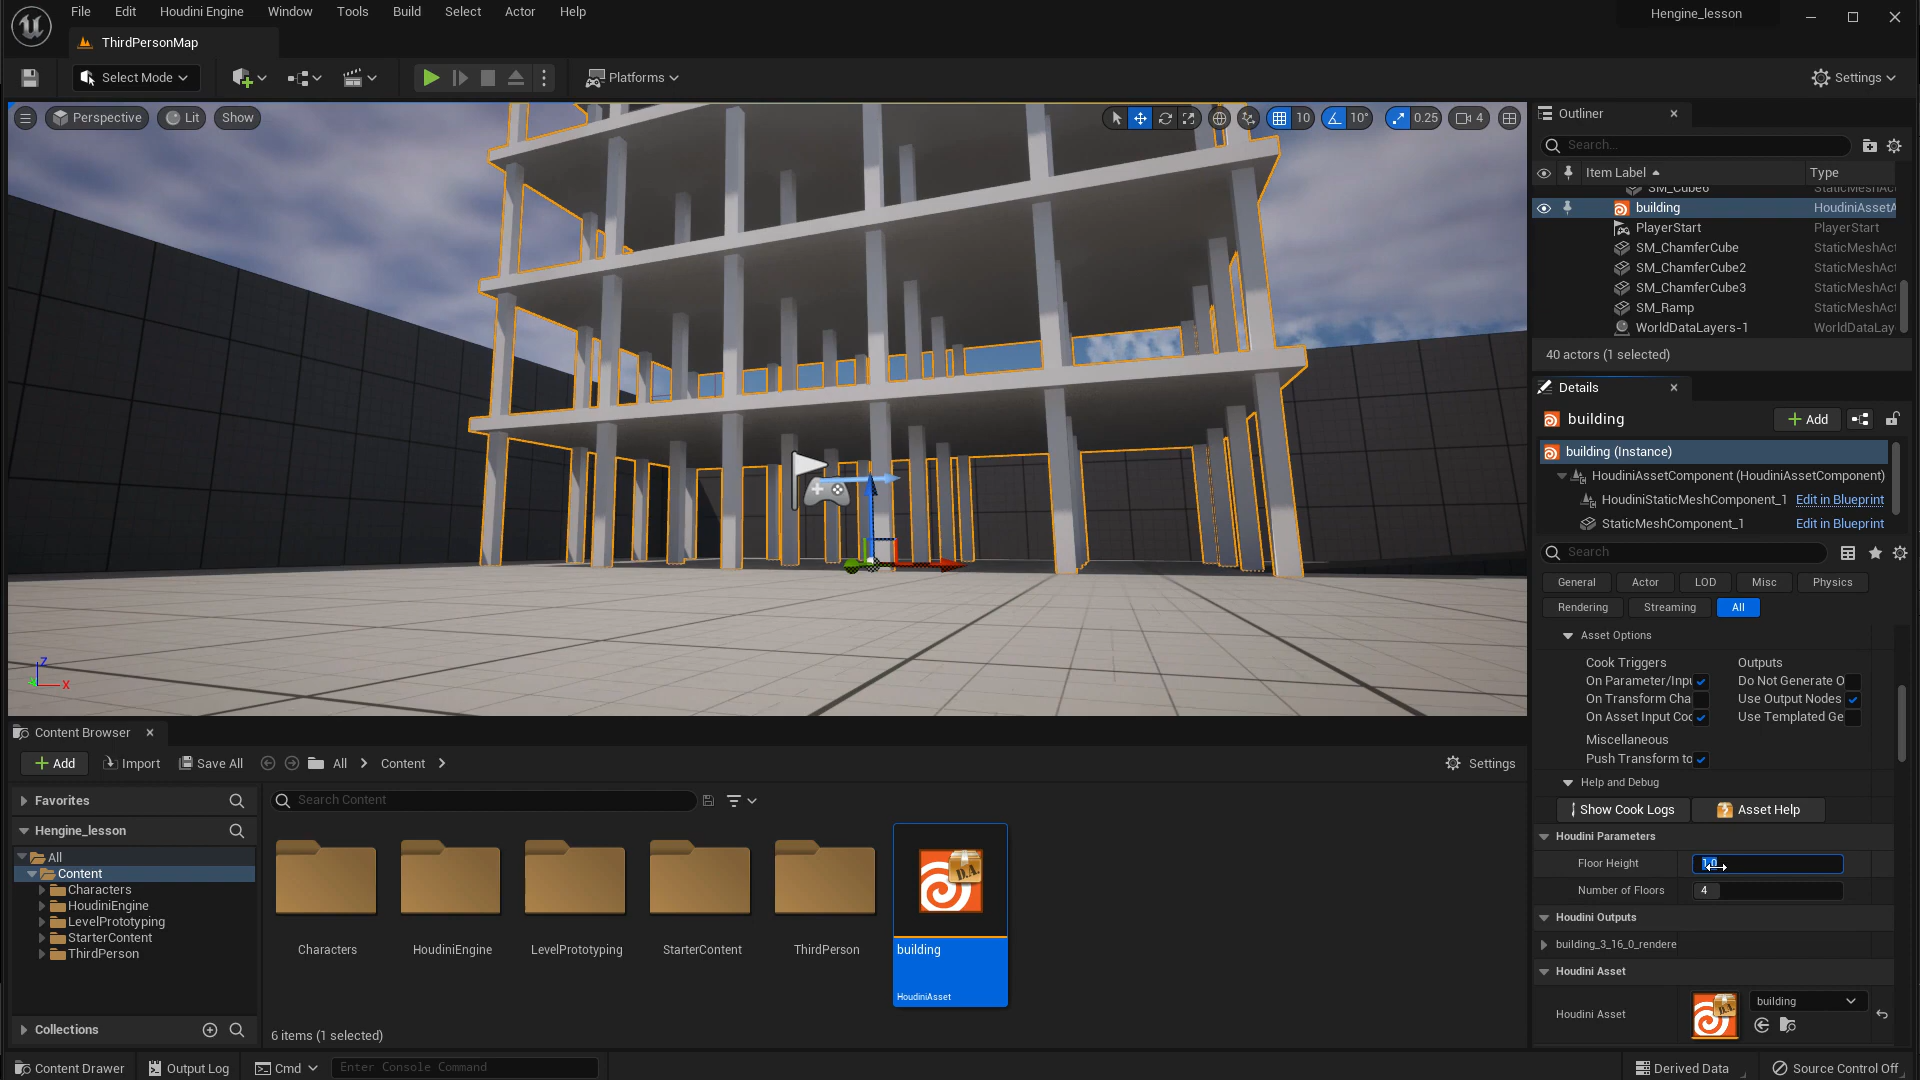 File Edit Houdini Engine Window Tools Build Select Actor Help
Hengine_lesson
ThirdPersonMap
Select Mode
Platforms
Settings
Perspective Lit Show
10 10° 0.25 4
Z
X
Outliner
Search...
Item Label Type
SM_Cube6 StaticMeshAct
building HoudiniAssetA
PlayerStart PlayerStart
SM_ChamferCube StaticMeshAct
SM_ChamferCube2 StaticMeshAct
SM_ChamferCube3 StaticMeshAct
SM_Ramp StaticMeshAct
WorldDataLayers-1 WorldDataLay
40 actors (1 selected)
Details
building
Add
building (Instance)
HoudiniAssetComponent (HoudiniAssetComponent)
HoudiniStaticMeshComponent_1 Edit in Blueprint
StaticMeshComponent_1 Edit in Blueprint
Search
General Actor LOD Misc Physics
Rendering Streaming All
Asset Options
Cook Triggers Outputs
On Parameter/Inpu Do Not Generate O
On Transform Cha Use Output Nodes
On Asset Input Coo Use Templated Ge
Miscellaneous
Push Transform to
Help and Debug
Show Cook Logs Asset Help
Houdini Parameters
Floor Height 1.0
Number of Floors 4
Houdini Outputs
building_3_16_0_rendere
Houdini Asset
building
Houdini Asset
D.A.
Content Browser
Add Import Save All All Content Settings
Favorites
Search Content
Hengine_lesson
All
Content
Characters
HoudiniEngine
LevelPrototyping
StarterContent
ThirdPerson
Collections
D.A.
Characters HoudiniEngine LevelPrototyping StarterContent ThirdPerson building
HoudiniAsset
6 items (1 selected)
Content Drawer Output Log Cmd Enter Console Command Derived Data Source Control Off